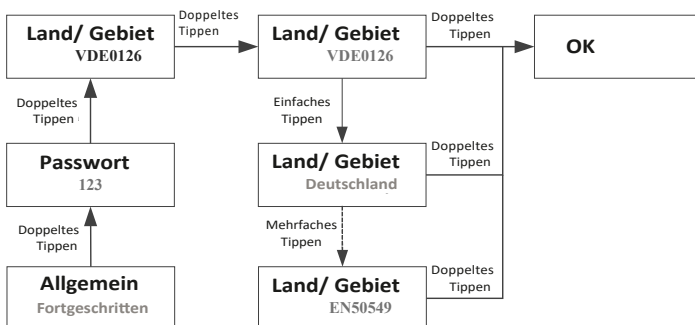 Land/ Gebiet
VDE0126
Doppeltes
Tippen
Land/ Gebiet
VDE0126
Doppeltes
Tippen
OK
Doppeltes
Tippen
Einfaches
Tippen
Passwort
123
Land/ Gebiet
Deutschland
Doppeltes
Tippen
Doppeltes
Tippen
Mehrfaches
Tippen
Allgemein
Fortgeschritten
Land/ Gebiet
EN50549
Doppeltes
Tippen